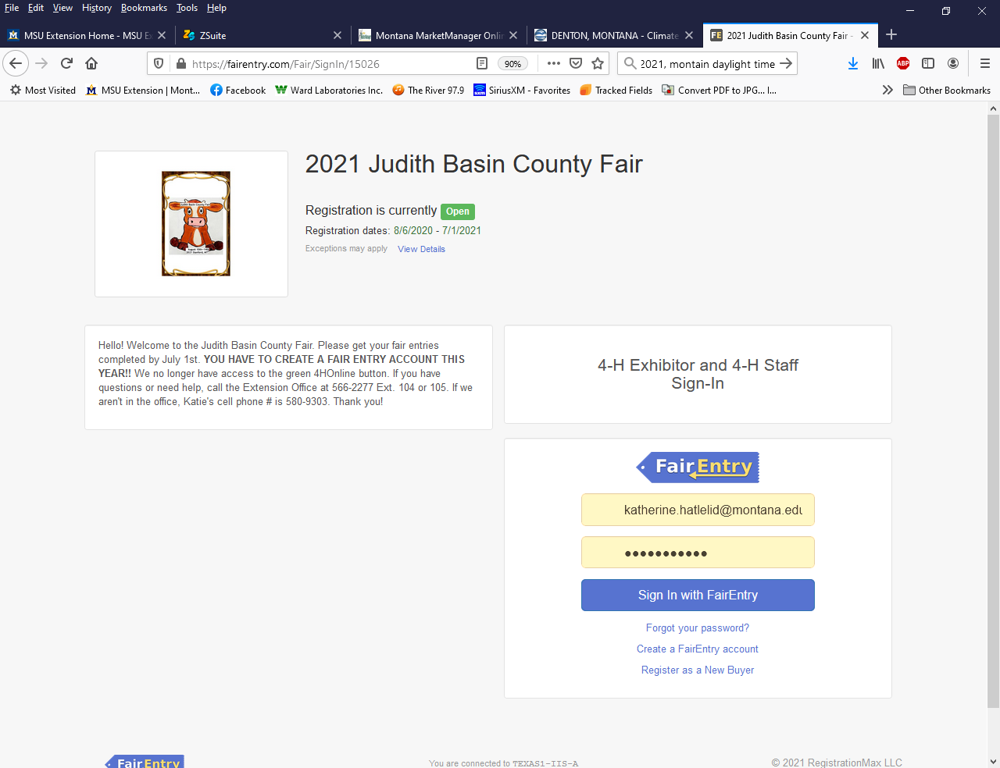 File Edit View History Bookmarks Tools Help
MSU Extension Home - MSU Ex
ZSuite
Montana MarketManager Onlin
DENTON, MONTANA - Climate
2021 Judith Basin County Fair -
https://fairentry.com/Fair/SignIn/15026
90%
2021, montain daylight time
ABP
Most Visited
MSU Extension | Mont...
Facebook
Ward Laboratories Inc.
The River 97.9
SiriusXM - Favorites
Tracked Fields
Convert PDF to JPG... I...
Other Bookmarks
2021 Judith Basin County Fair
Registration is currently Open
Registration dates: 8/6/2020 - 7/1/2021
Exceptions may apply View Details
Judith Basin County Fair
Hello! Welcome to the Judith Basin County Fair. Please get your fair entries
completed by July 1st. YOU HAVE TO CREATE A FAIR ENTRY ACCOUNT THIS
YEAR!! We no longer have access to the green 4HOnline button. If you have
questions or need help, call the Extension Office at 566-2277 Ext. 104 or 105. If we
aren't in the office, Katie's cell phone # is 580-9303. Thank you!
4-H Exhibitor and 4-H Staff
Sign-In
FairEntry
katherine.hatlelid@montana.edu
Sign In with FairEntry
Forgot your password?
Create a FairEntry account
Register as a New Buyer
FairEntry
You are connected to TEXAS1-IIS-A
© 2021 RegistrationMax LLC